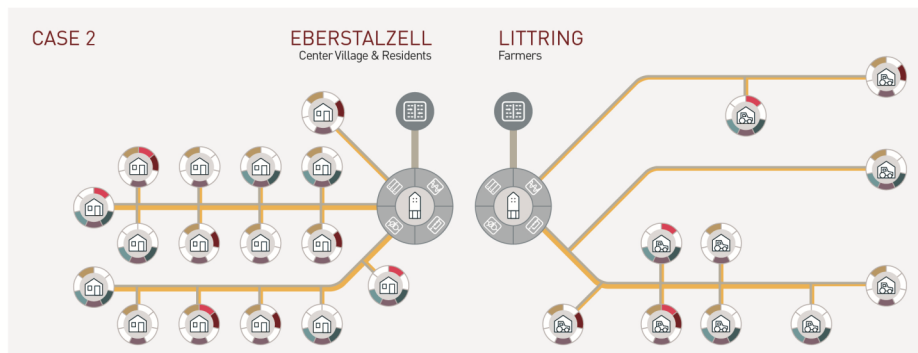 CASE 2
EBERSTALZELL
Center Village & Residents
LITTRING
Farmers